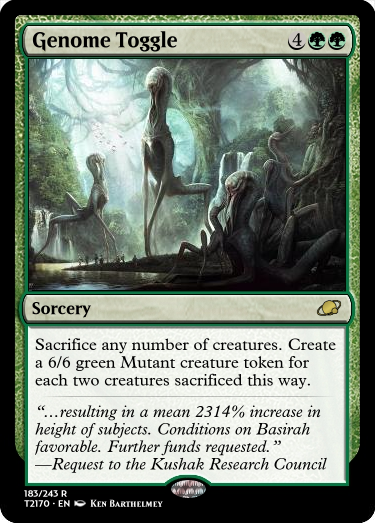 Genome Toggle 4
Sorcery
Sacrifice any number of creatures. Create
a 6/6 green Mutant creature token for
each two creatures sacrificed this way.
“...resulting in a mean 2314% increase in
height of subjects. Conditions on Basirah
favorable. Further funds requested.”
—Request to the Kushak Research Council
183/243 R
T2170 • EN KEN BARTHELMEY